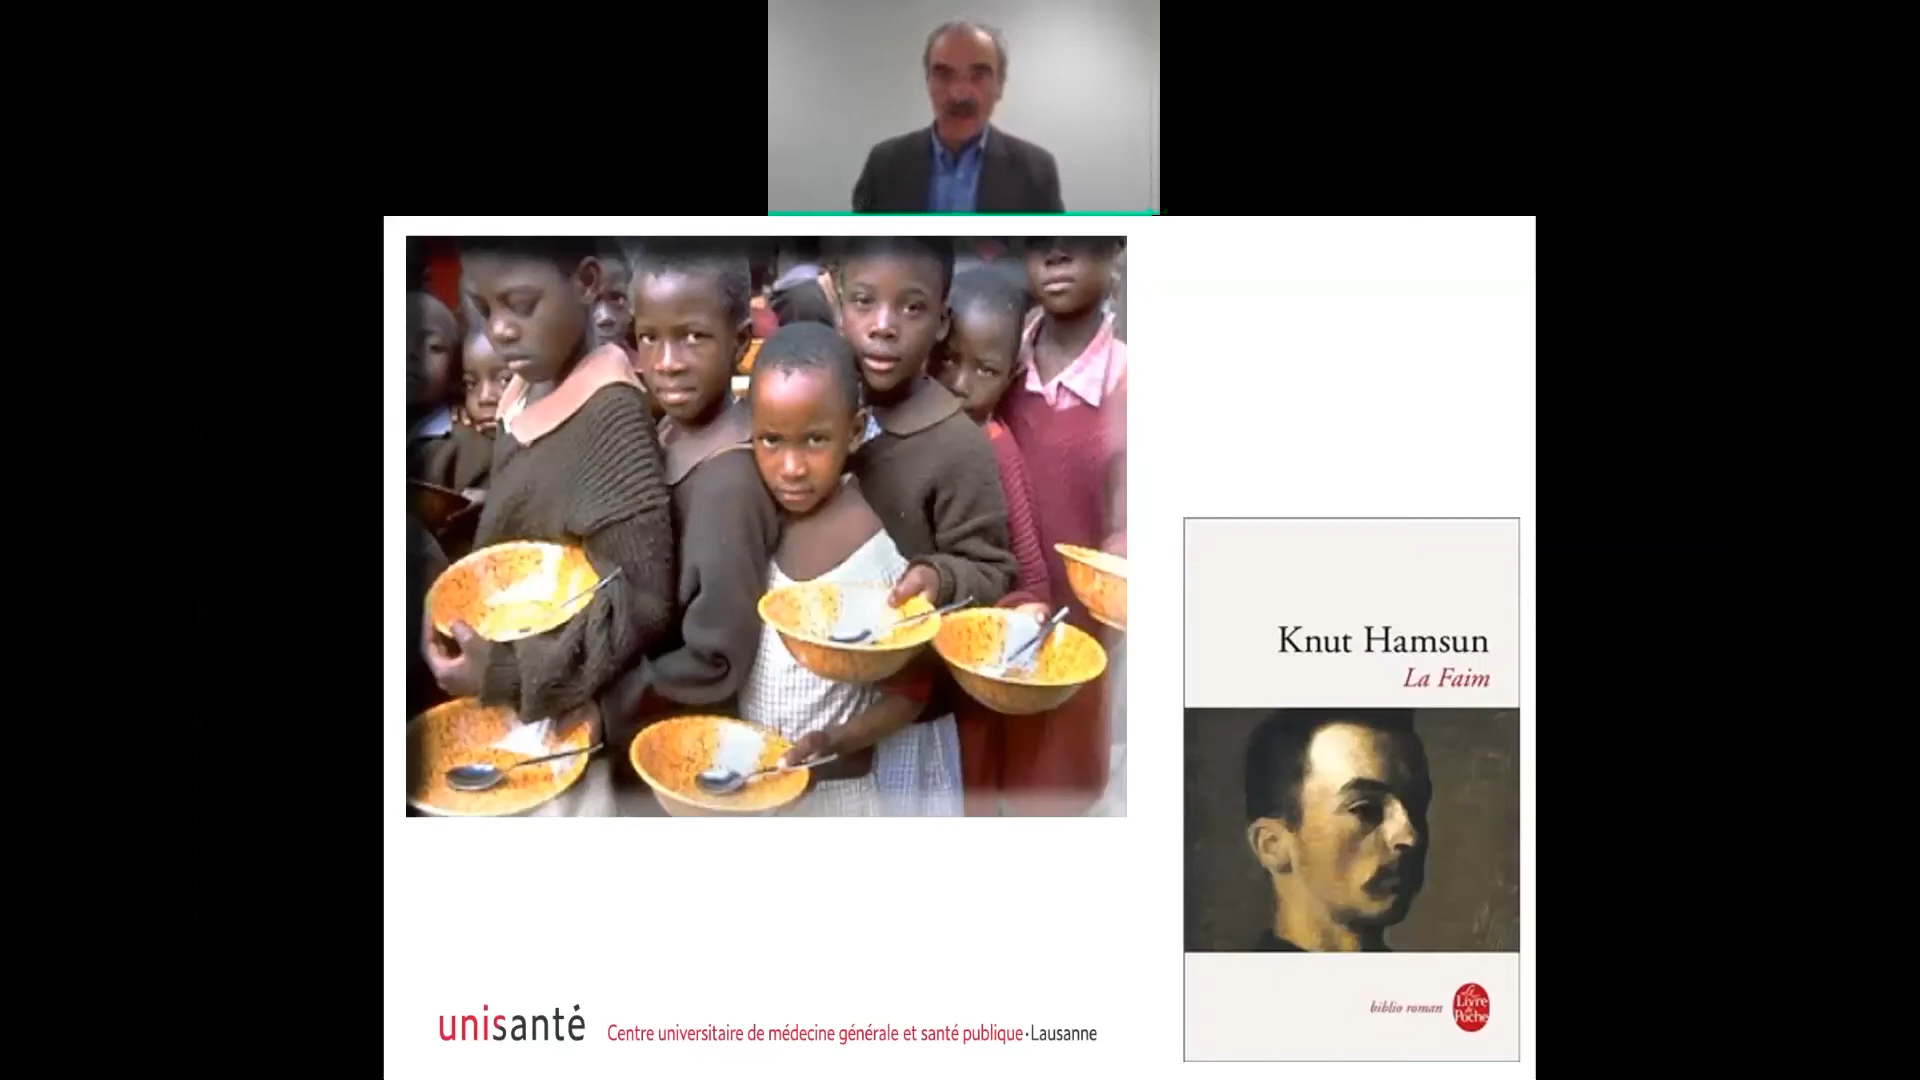 Knut Hamsun
La Faim
biblio roman
Le
Livre
de
Poche
unisanté Centre universitaire de médecine générale et santé publique · Lausanne